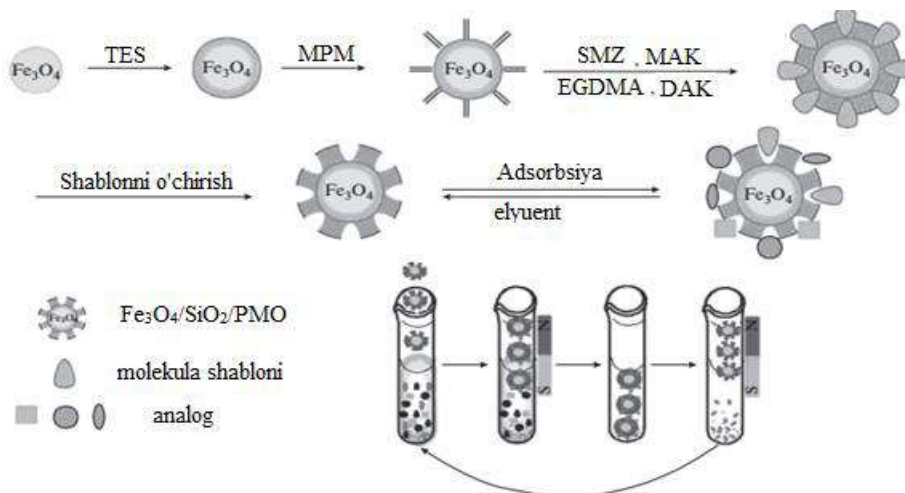 Fe₃O₄ TES Fe₃O₄ MPM Fe₃O₄ SMZ , MAK Fe₃O₄
EGDMA , DAK
Shablonni o'chirish Fe₃O₄ Adsorbsiya Fe₃O₄
elyuent
Fe₃O₄ Fe₃O₄/SiO₂/PMO
N N
S S
molekula shabloni
analog